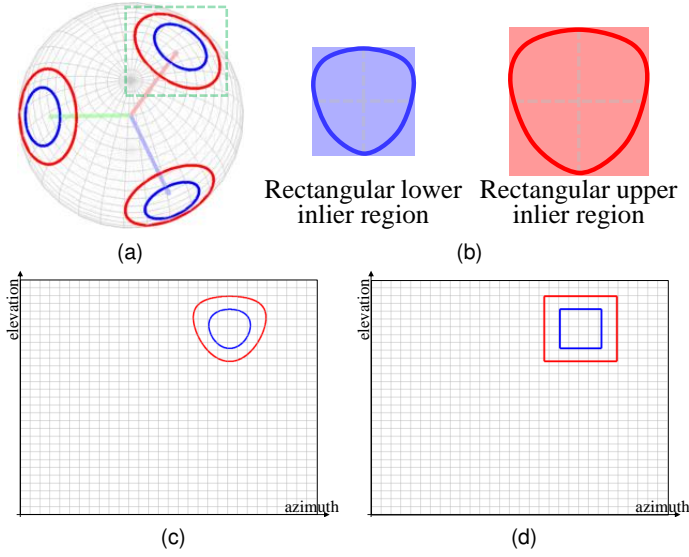 Rectangular lower
inlier region
Rectangular upper
inlier region
(a)
(b)
elevation
azimuth
elevation
azimuth
(c)
(d)